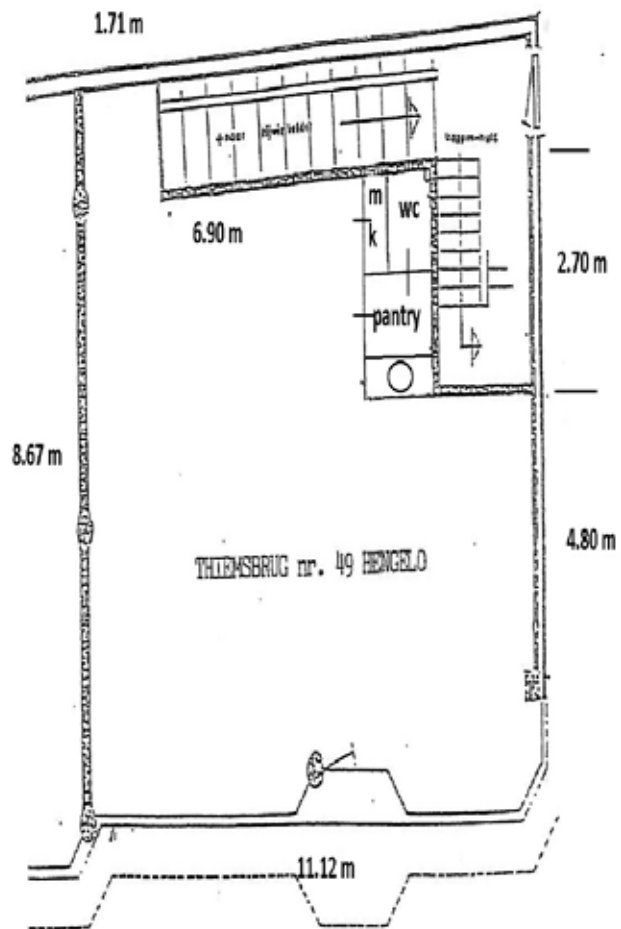 1.71 m
6.90 m
m
wc
k
pantry
2.70 m
8.67 m
4.80 m
THIEMSBRUG nr. 49 HENGELO
11.12 m